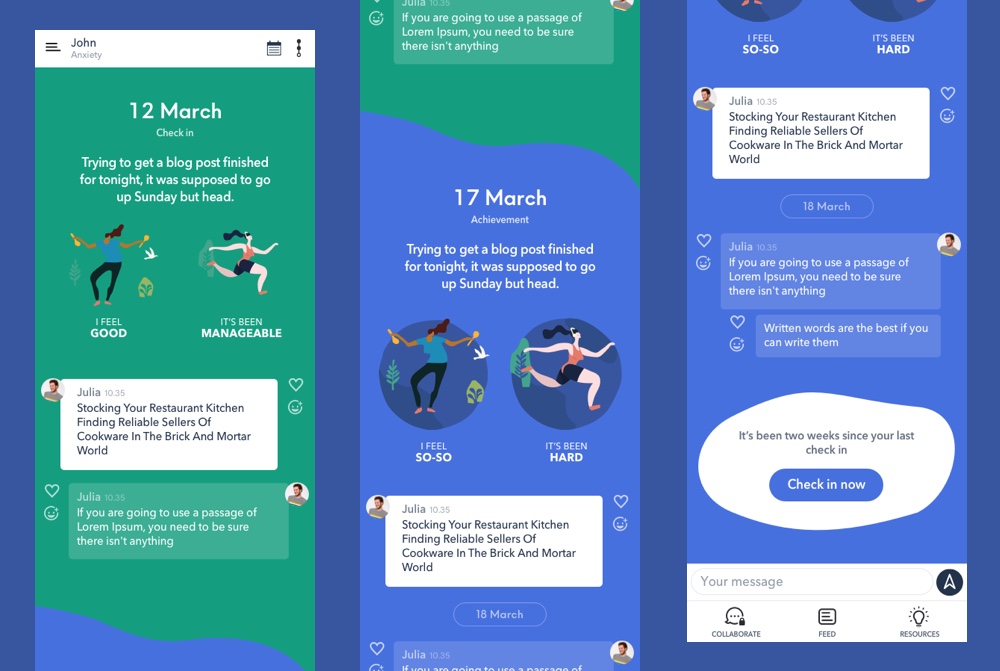 John
Anxiety
12 March
Check in
Trying to get a blog post finished
for tonight, it was supposed to go
up Sunday but head.
I FEEL
GOOD
IT'S BEEN
MANAGEABLE
Julia 10.35
Stocking Your Restaurant Kitchen
Finding Reliable Sellers Of
Cookware In The Brick And Mortar
World
Julia 10.35
If you are going to use a passage of
Lorem Ipsum, you need to be sure
there isn't anything
If you are going to use a passage of
Lorem Ipsum, you need to be sure
there isn't anything
17 March
Achievement
Trying to get a blog post finished
for tonight, it was supposed to go
up Sunday but head.
I FEEL
SO-SO
IT'S BEEN
HARD
Julia 10.35
Stocking Your Restaurant Kitchen
Finding Reliable Sellers Of
Cookware In The Brick And Mortar
World
18 March
Julia 10.35
If you are going to use a passage of
I FEEL
SO-SO
IT'S BEEN
HARD
Julia 10.35
Stocking Your Restaurant Kitchen
Finding Reliable Sellers Of
Cookware In The Brick And Mortar
World
18 March
Julia 10.35
If you are going to use a passage of
Lorem Ipsum, you need to be sure
there isn't anything
Written words are the best if you
can write them
It's been two weeks since your last
check in
Check in now
Your message
COLLABORATE
FEED
RESOURCES